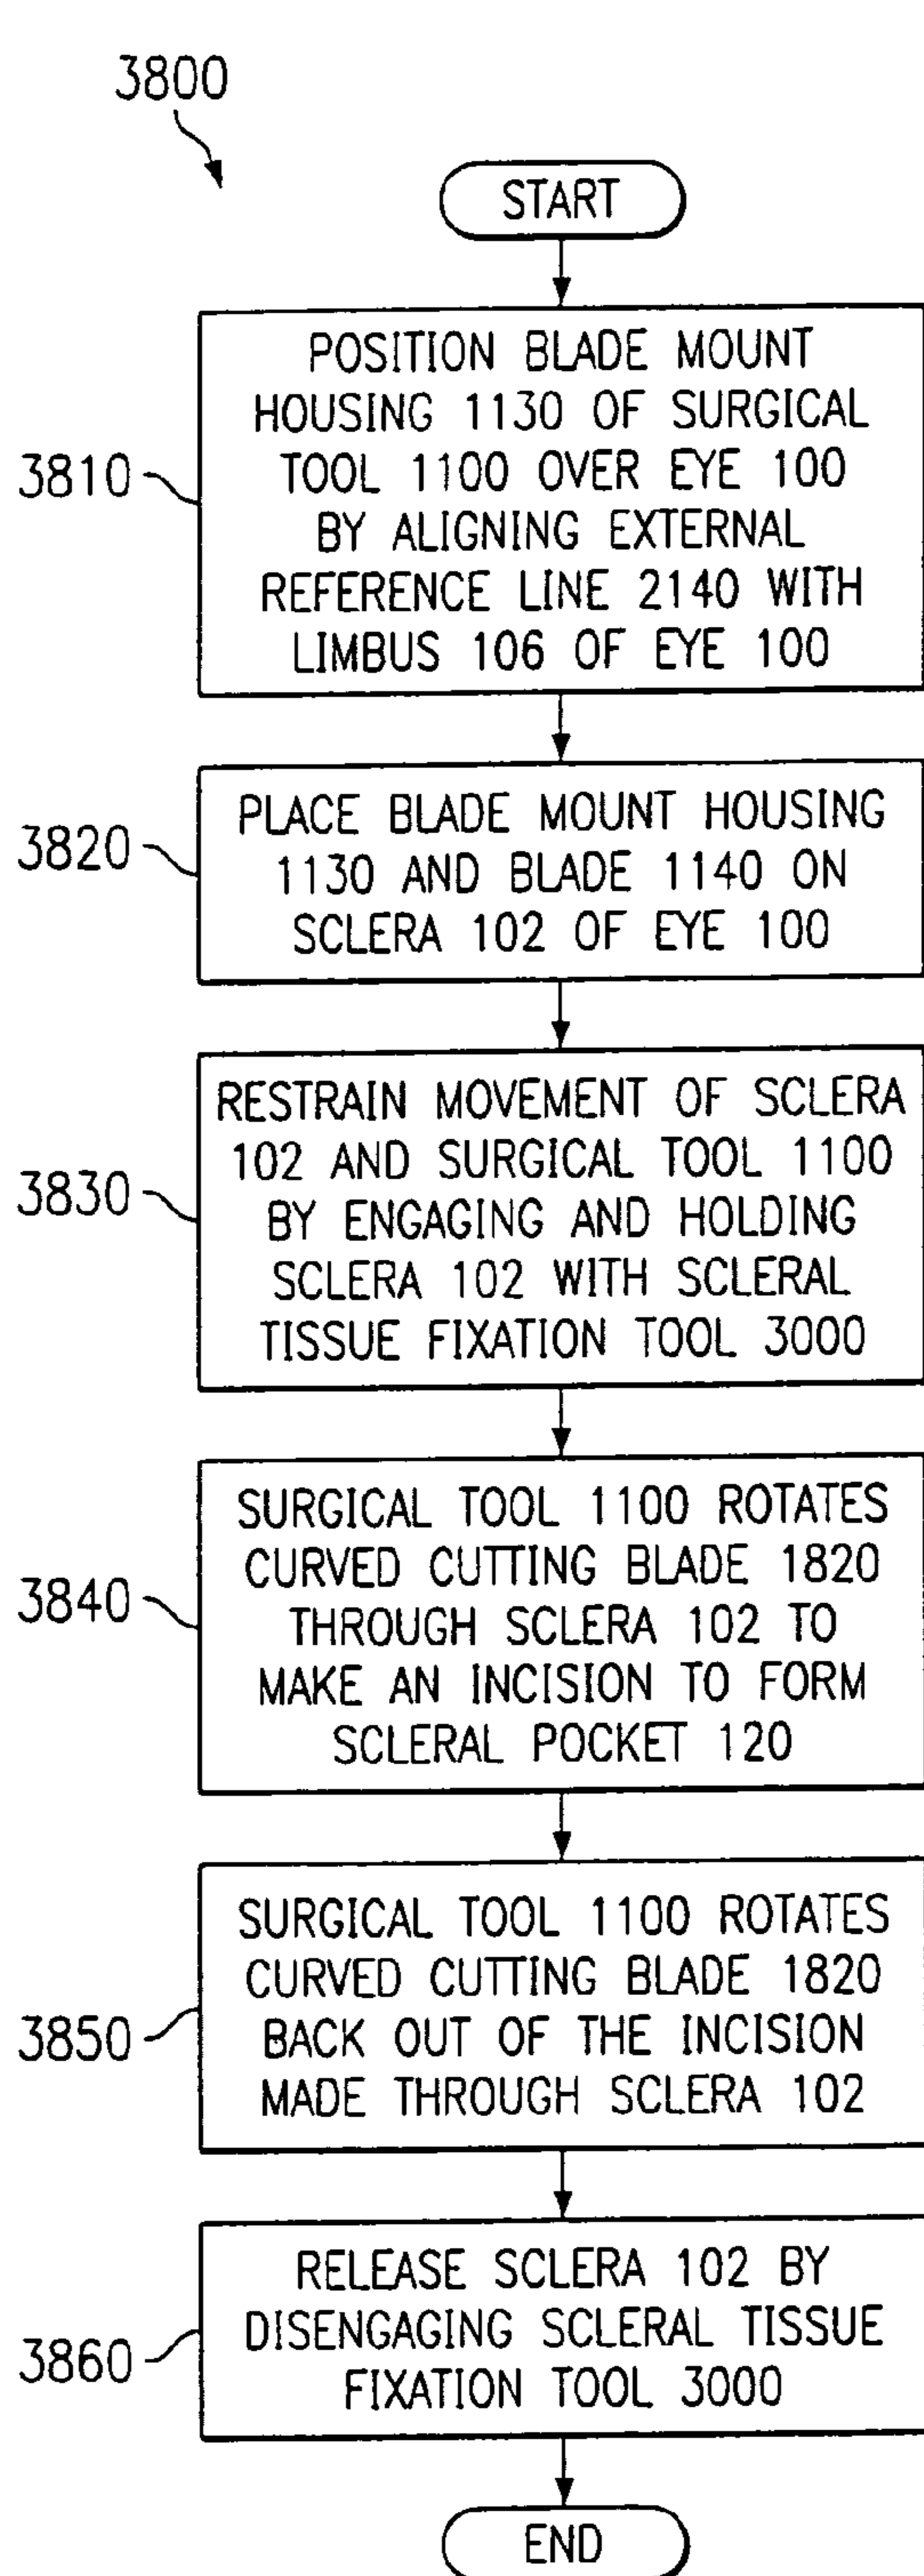 3800
START
3810
POSITION BLADE MOUNT
HOUSING 1130 OF SURGICAL
TOOL 1100 OVER EYE 100
BY ALIGNING EXTERNAL
REFERENCE LINE 2140 WITH
LIMBUS 106 OF EYE 100
3820
PLACE BLADE MOUNT HOUSING
1130 AND BLADE 1140 ON
SCLERA 102 OF EYE 100
3830
RESTRAIN MOVEMENT OF SCLERA
102 AND SURGICAL TOOL 1100
BY ENGAGING AND HOLDING
SCLERA 102 WITH SCLERAL
TISSUE FIXATION TOOL 3000
3840
SURGICAL TOOL 1100 ROTATES
CURVED CUTTING BLADE 1820
THROUGH SCLERA 102 TO
MAKE AN INCISION TO FORM
SCLERAL POCKET 120
3850
SURGICAL TOOL 1100 ROTATES
CURVED CUTTING BLADE 1820
BACK OUT OF THE INCISION
MADE THROUGH SCLERA 102
3860
RELEASE SCLERA 102 BY
DISENGAGING SCLERAL TISSUE
FIXATION TOOL 3000
END